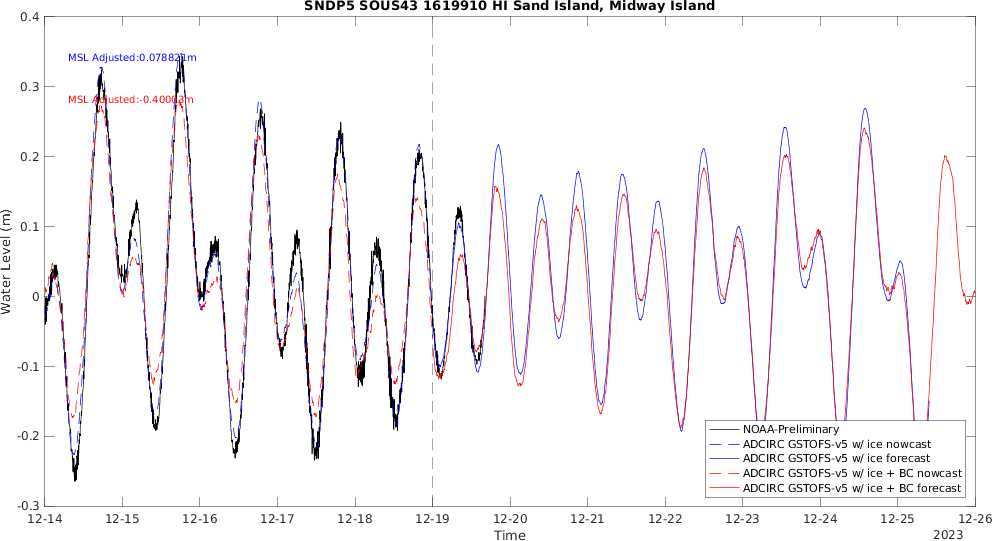 SNDP5 SOUS43 1619910 HI Sand Island, Midway Island
MSL Adjusted:0.078821m
MSL Adjusted:-0.40003m
Water Level (m)
0.4
0.3
0.2
0.1
0
-0.1
-0.2
-0.3
NOAA-Preliminary
ADCIRC GSTOFS-v5 w/ ice nowcast
ADCIRC GSTOFS-v5 w/ ice forecast
ADCIRC GSTOFS-v5 w/ ice + BC nowcast
ADCIRC GSTOFS-v5 w/ ice + BC forecast
12-14 12-15 12-16 12-17 12-18 12-19 12-20 12-21 12-22 12-23 12-24 12-25 12-26
Time
2023